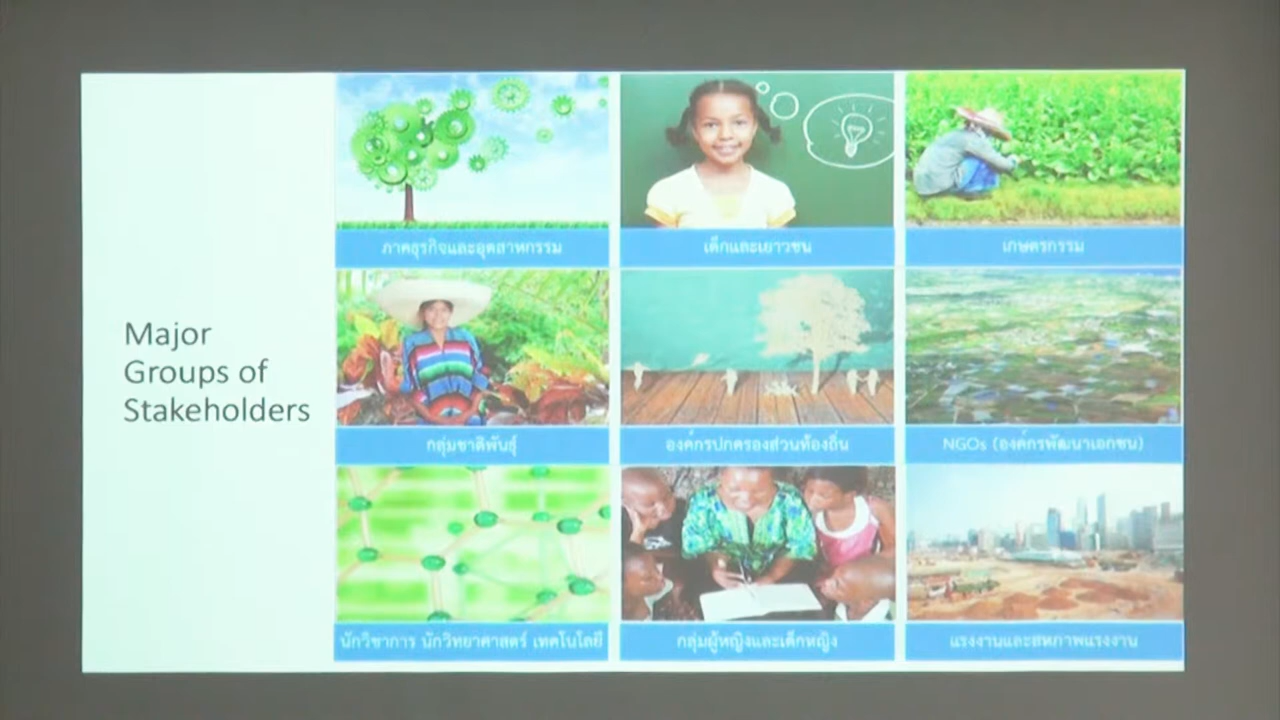 Major
Groups of
Stakeholders
ภาคธุรกิจและอุตสาหกรรม
เด็กและเยาวชน
เกษตรกรรม
กลุ่มชาติพันธุ์
องค์กรปกครองส่วนท้องถิ่น
NGOs (องค์กรพัฒนาเอกชน)
นักวิชาการ นักวิทยาศาสตร์ เทคโนโลยี
กลุ่มผู้หญิงและเด็กหญิง
แรงงานและสหภาพแรงงาน